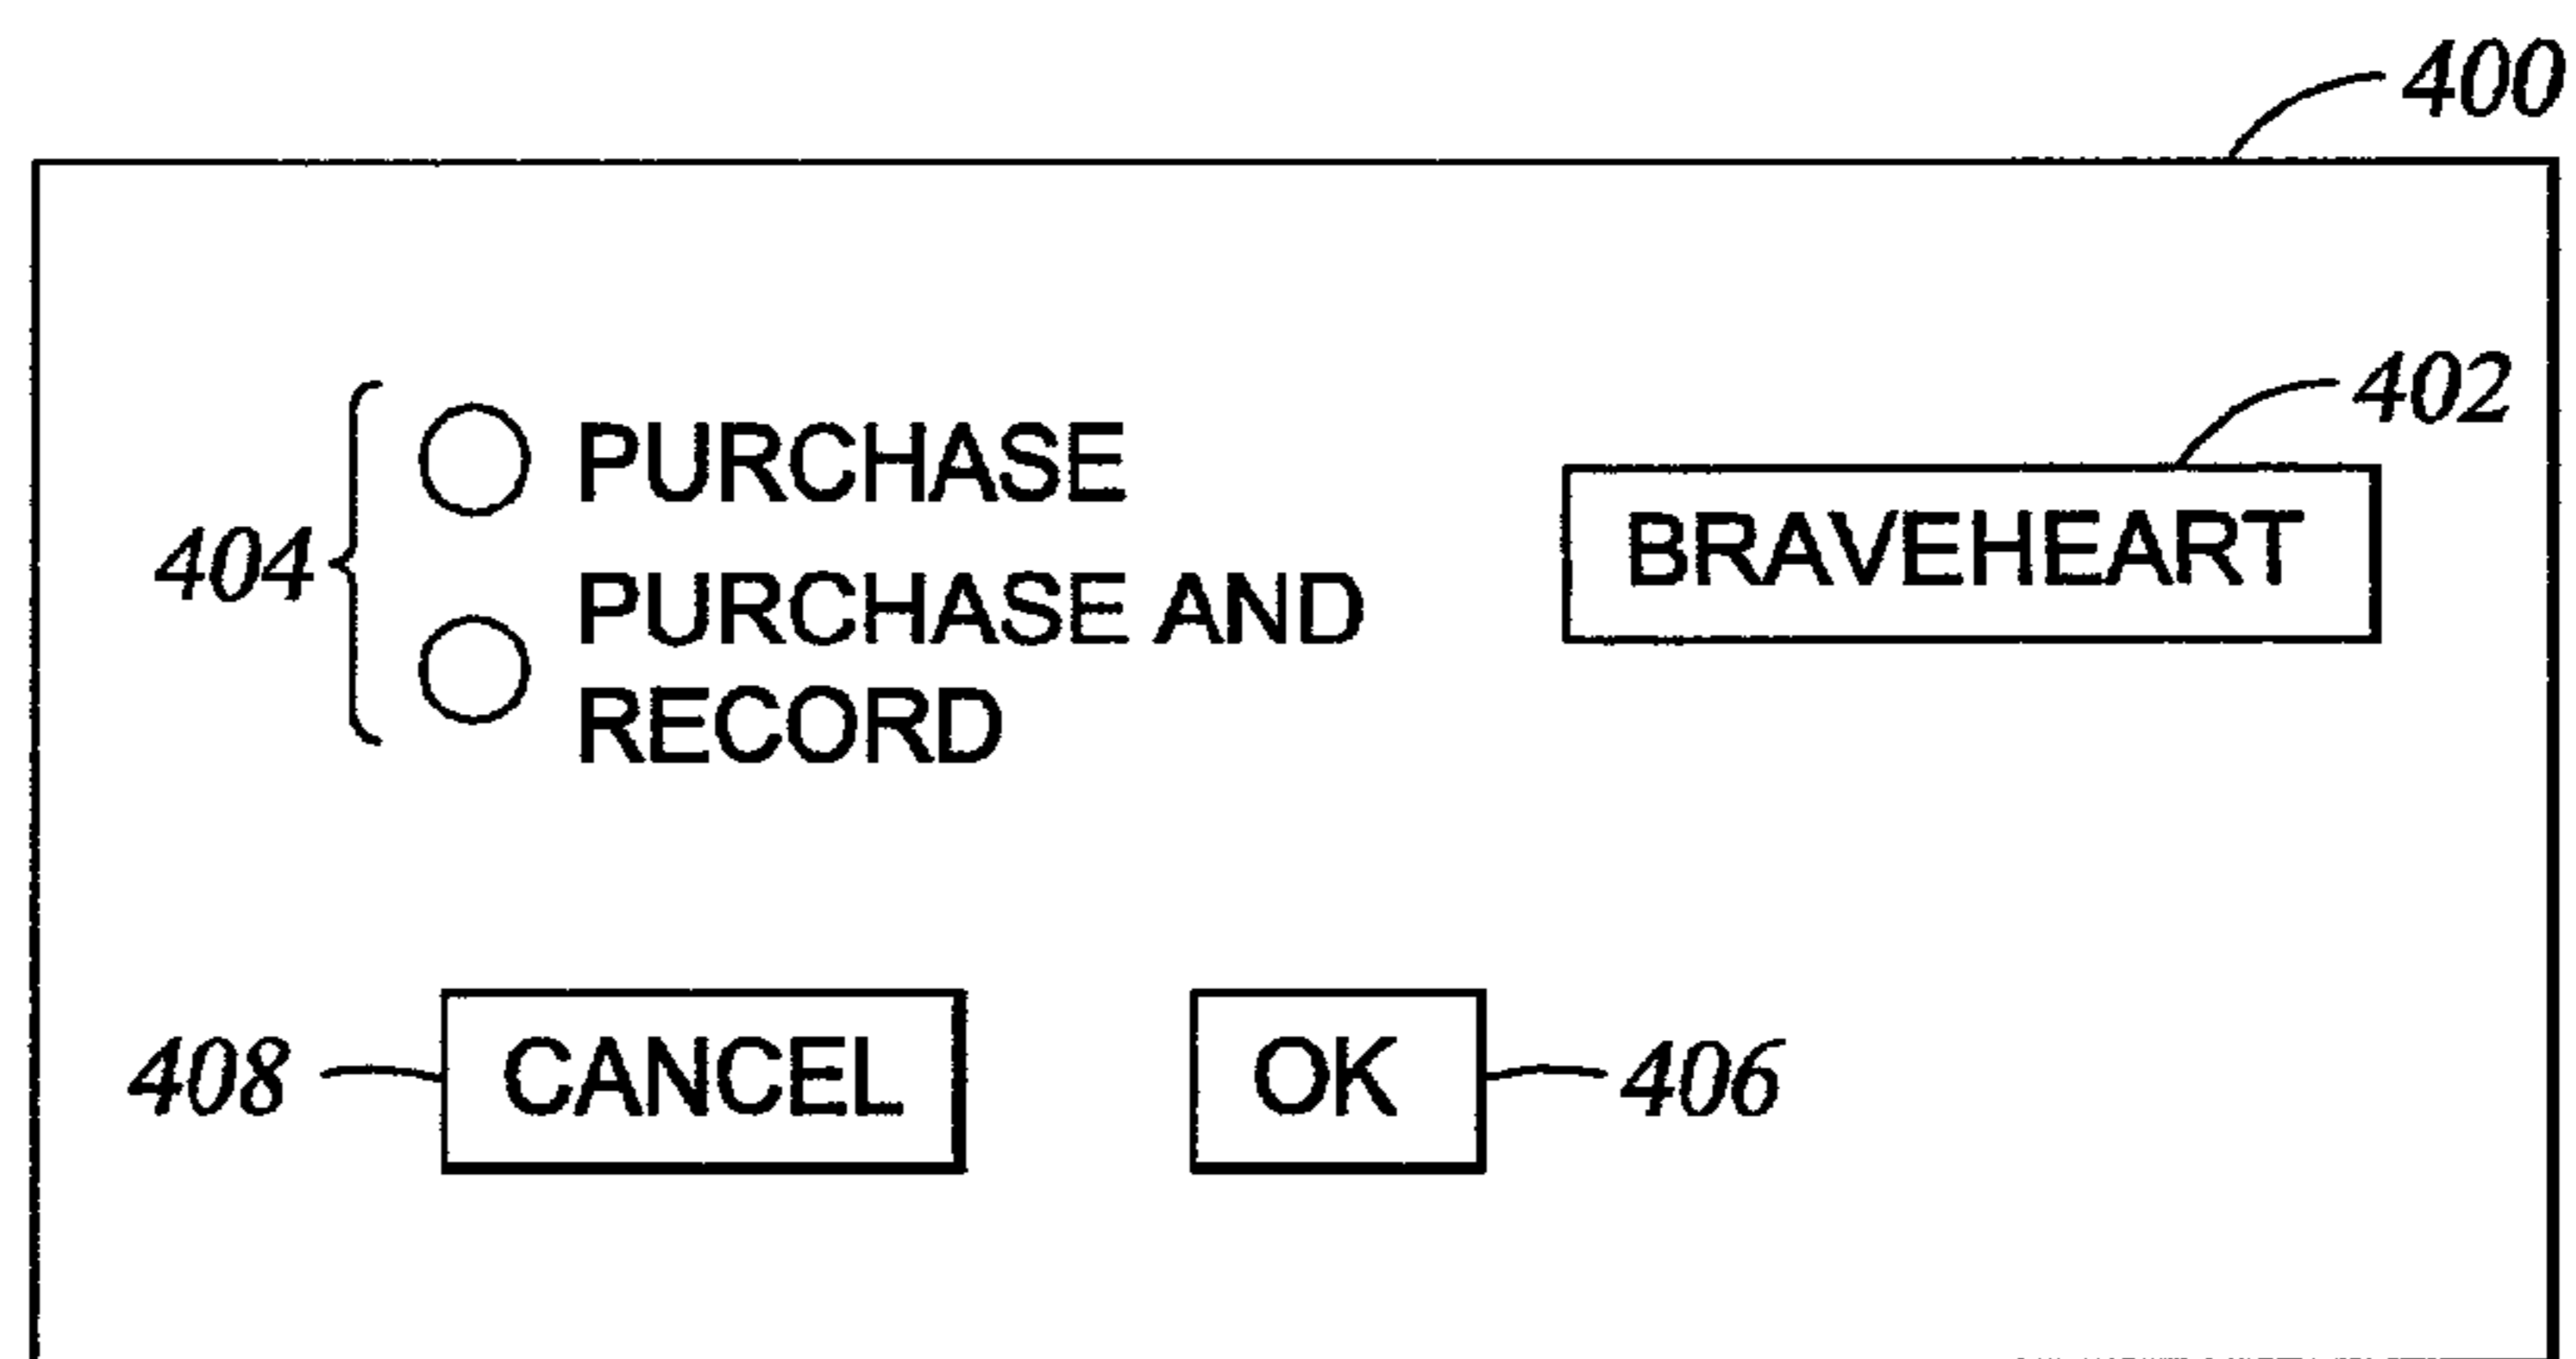 400
402
PURCHASE
BRAVEHEART
404
PURCHASE AND
RECORD
408
CANCEL
OK
406